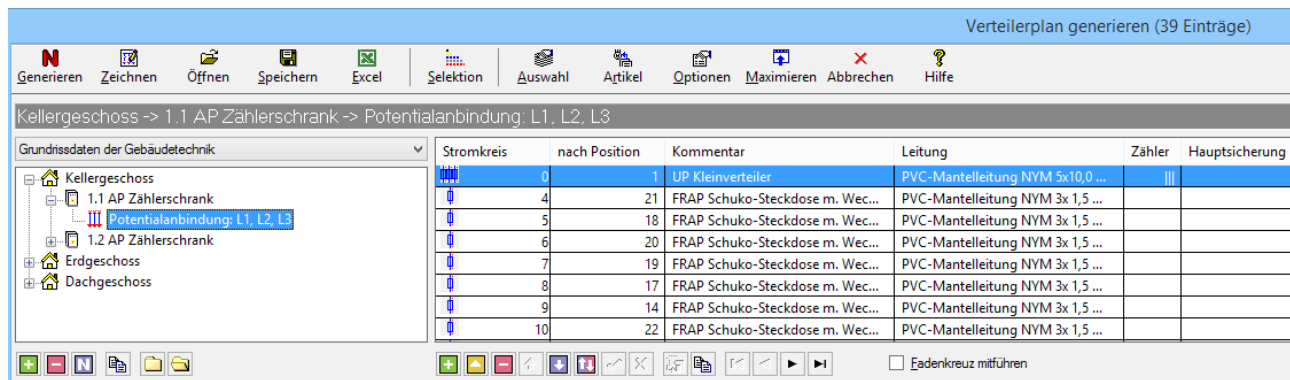 Verteilerplan generieren (39 Einträge)
Generieren Zeichnen Öffnen Speichern Excel Selektion Auswahl Artikel Optionen Maximieren Abbrechen Hilfe
Kellergeschoss -> 1.1 AP Zählerschrank -> Potentialanbindung: L1, L2, L3
Grundrissdaten der Gebäudetechnik
Kellergeschoss
1.1 AP Zählerschrank
Potentialanbindung: L1, L2, L3
1.2 AP Zählerschrank
Erdgeschoss
Dachgeschoss
Stromkreis nach Position Kommentar Leitung Zähler Hauptsicherung
0 1 UP Kleinverteiler PVC-Mantelleitung NYM 5x10,0 ... |||
4 21 FRAP Schuko-Steckdose m. Wec... PVC-Mantelleitung NYM 3x 1,5 ...
5 18 FRAP Schuko-Steckdose m. Wec... PVC-Mantelleitung NYM 3x 1,5 ...
6 20 FRAP Schuko-Steckdose m. Wec... PVC-Mantelleitung NYM 3x 1,5 ...
7 19 FRAP Schuko-Steckdose m. Wec... PVC-Mantelleitung NYM 3x 1,5 ...
8 17 FRAP Schuko-Steckdose m. Wec... PVC-Mantelleitung NYM 3x 1,5 ...
9 14 FRAP Schuko-Steckdose m. Wec... PVC-Mantelleitung NYM 3x 1,5 ...
10 22 FRAP Schuko-Steckdose m. Wec... PVC-Mantelleitung NYM 3x 1,5 ...
N
Fadenkreuz mitführen